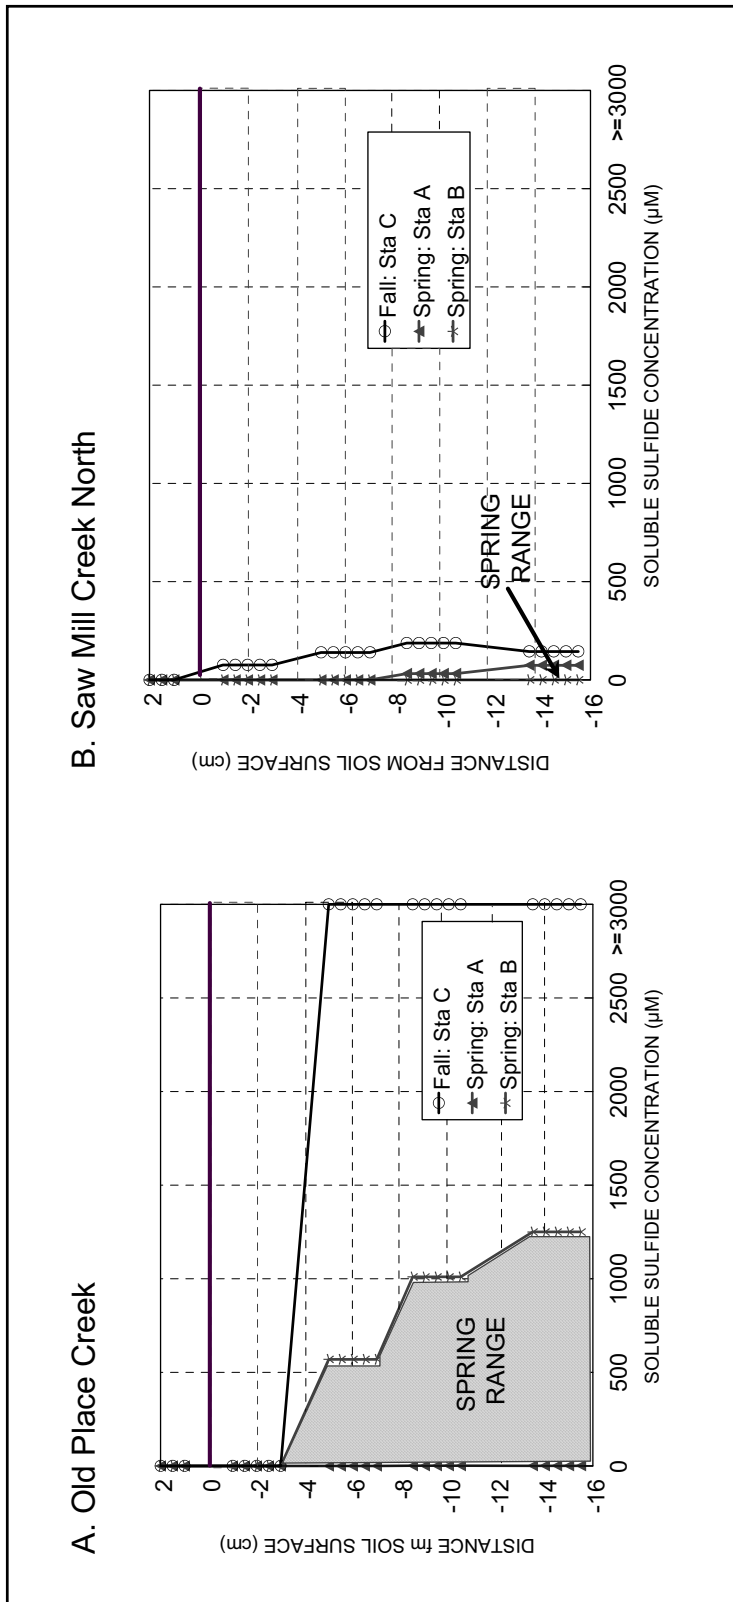 A. Old Place Creek
DISTANCE fm SOIL SURFACE (cm)
2
0
-2
-4
-6
-8
-10
-12
-14
-16
SPRING
RANGE
Fall: Sta C
Spring: Sta A
Spring: Sta B
0
500
1000
1500
2000
2500
>=3000
SOLUBLE SULFIDE CONCENTRATION (µM)
B. Saw Mill Creek North
DISTANCE FROM SOIL SURFACE (cm)
2
0
-2
-4
-6
-8
-10
-12
-14
-16
SPRING
RANGE
Fall: Sta C
Spring: Sta A
Spring: Sta B
0
500
1000
1500
2000
2500
>=3000
SOLUBLE SULFIDE CONCENTRATION (µM)